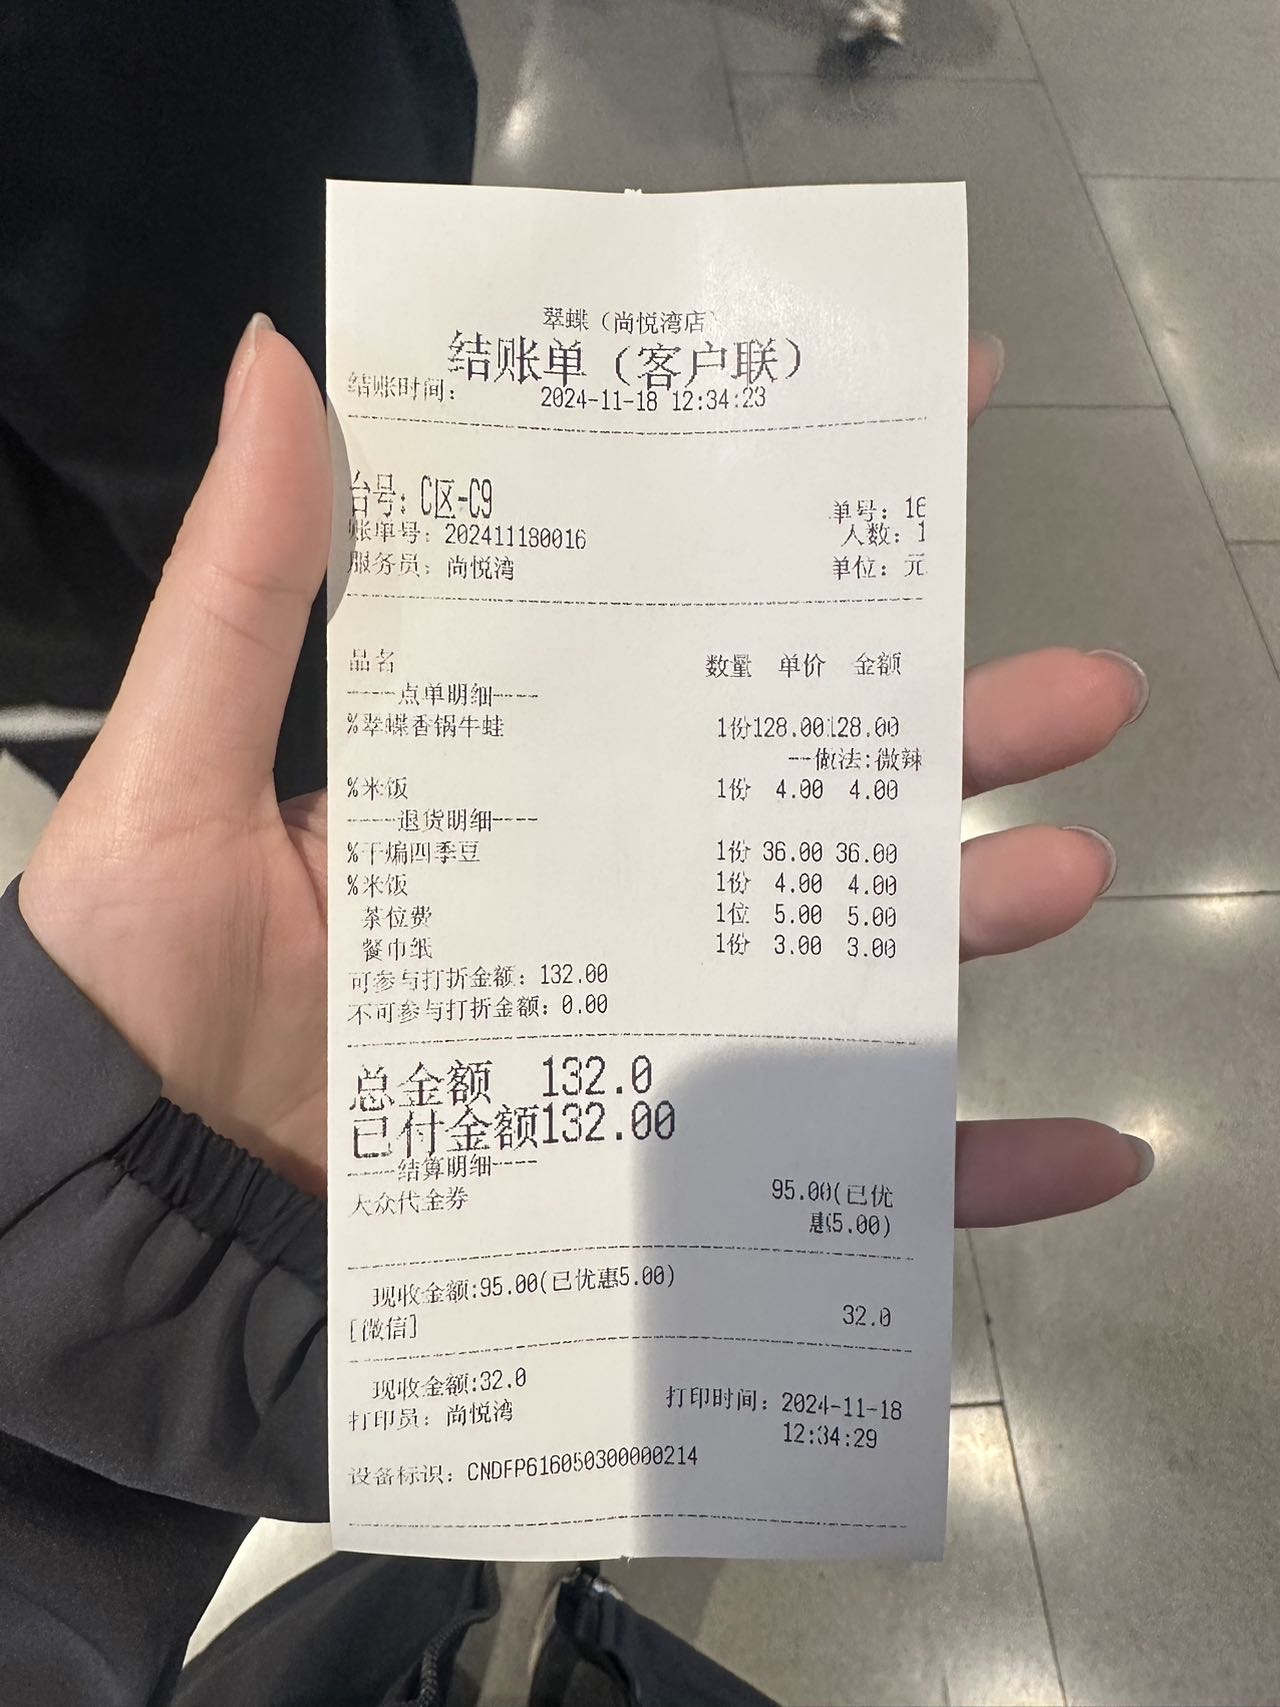 翠蝶（尚悦湾店）
结账单（客户联）
结账时间： 2024-11-18 12:34:23
台号：C区-C9
单号：16
账单号：202411180016
人数：1
服务员：尚悦湾
单位：元
品名 数量 单价 金额
----点单明细----
%翠蝶香锅牛蛙 1份128.00128.00
--做法:微辣
%米饭 1份 4.00 4.00
----退货明细----
%干煸四季豆 1份 36.00 36.00
%米饭 1份 4.00 4.00
茶位费 1位 5.00 5.00
餐巾纸 1份 3.00 3.00
可参与打折金额：132.00
不可参与打折金额：0.00
总金额 132.0
已付金额132.00
----结算明细----
大众代金券 95.00(已优
惠5.00)
现收金额:95.00(已优惠5.00)
[微信] 32.0
现收金额:32.0
打印员：尚悦湾 打印时间：2024-11-18
12:34:29
设备标识：CNDFP616050300000214